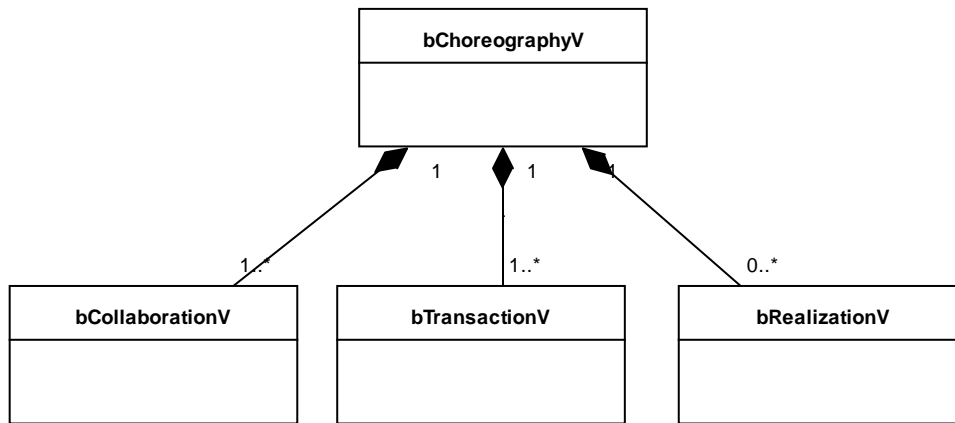 bChoreographyV
1
1
1
1..*
1..*
0..*
bCollaborationV
bTransactionV
bRealizationV